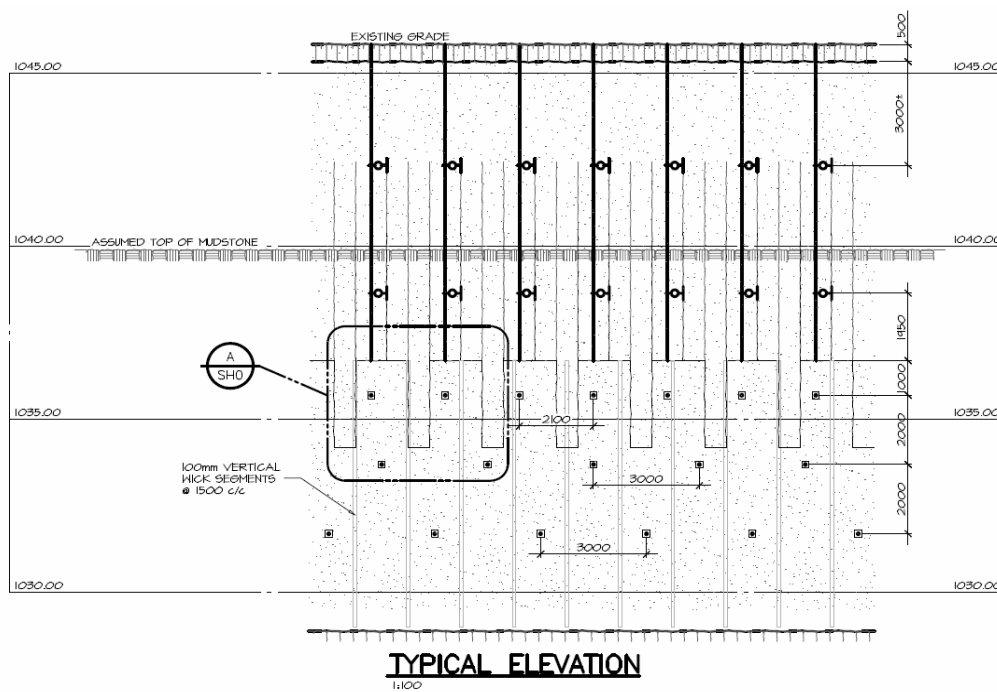 EXISTING GRADE
500
1045.00
1045.00
3000±
1040.00
ASSUMED TOP OF MUDSTONE
1040.00
1950
A
SH0
1000
1035.00
1035.00
2100
2000
100mm VERTICAL
WICK SEGMENTS
@ 1500 c/c
3000
2000
3000
1030.00
1030.00
TYPICAL ELEVATION
1:100